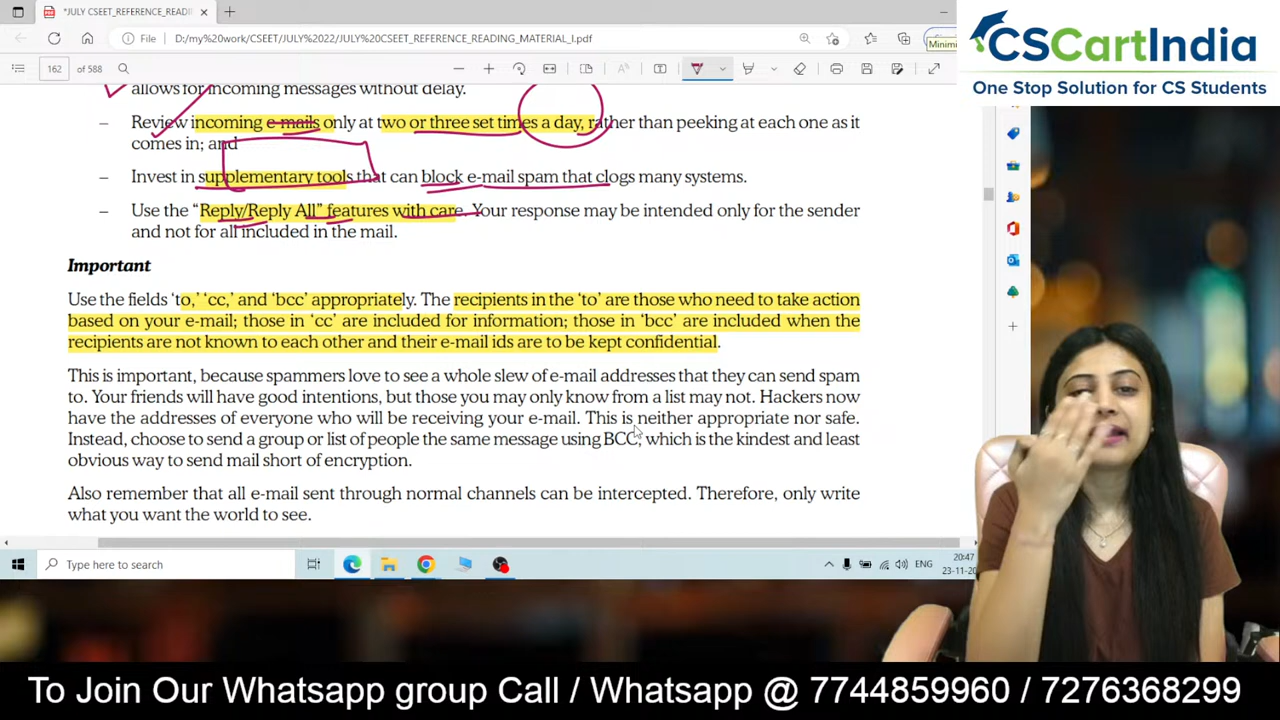 *JULY CSEET_REFERENCE_READI
File
D:/my%20work/CSEET/JULY%202022/JULY%20CSEET_REFERENCE_READING_MATERIAL_I.pdf
Minimi
162 of 588
CSCartIndia
One Stop Solution for CS Students
allows for incoming messages without delay.
– Review incoming e-mails only at two or three set times a day, rather than peeking at each one as it
comes in; and
– Invest in supplementary tools that can block e-mail spam that clogs many systems.
– Use the “Reply/Reply All” features with care. Your response may be intended only for the sender
and not for all included in the mail.
Important
Use the fields ‘to,’ ‘cc,’ and ‘bcc’ appropriately. The recipients in the ‘to’ are those who need to take action
based on your e-mail; those in ‘cc’ are included for information; those in ‘bcc’ are included when the
recipients are not known to each other and their e-mail ids are to be kept confidential.
This is important, because spammers love to see a whole slew of e-mail addresses that they can send spam
to. Your friends will have good intentions, but those you may only know from a list may not. Hackers now
have the addresses of everyone who will be receiving your e-mail. This is neither appropriate nor safe.
Instead, choose to send a group or list of people the same message using BCC, which is the kindest and least
obvious way to send mail short of encryption.
Also remember that all e-mail sent through normal channels can be intercepted. Therefore, only write
what you want the world to see.
Type here to search
ENG
20:47
23-11-20
To Join Our Whatsapp group Call / Whatsapp @ 7744859960 / 7276368299